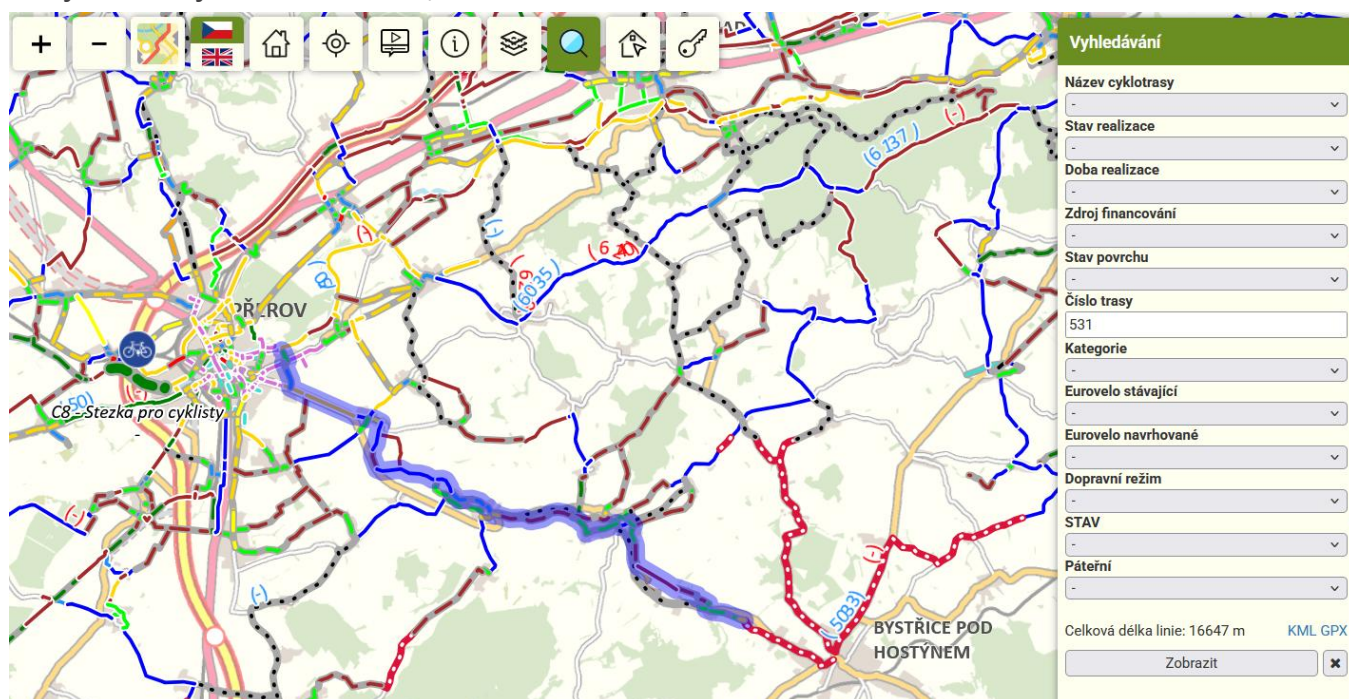 +
-
Vyhledávání
Název cyklotrasy
-
Stav realizace
-
Doba realizace
-
Zdroj financování
-
Stav povrchu
-
Číslo trasy
531
Kategorie
-
Eurovelo stávající
-
Eurovelo navrhované
-
Dopravní režim
-
STAV
-
Páteřní
-
Celková délka linie: 16647 m KML GPX
Zobrazit
(6 137 ) (-)
(-)
(-)
(6035)
PŘEROV
C8 - Stezka pro cyklisty
-
(-)
(-)
(-)
(5033)
BYSTŘICE POD
HOSTÝNEM